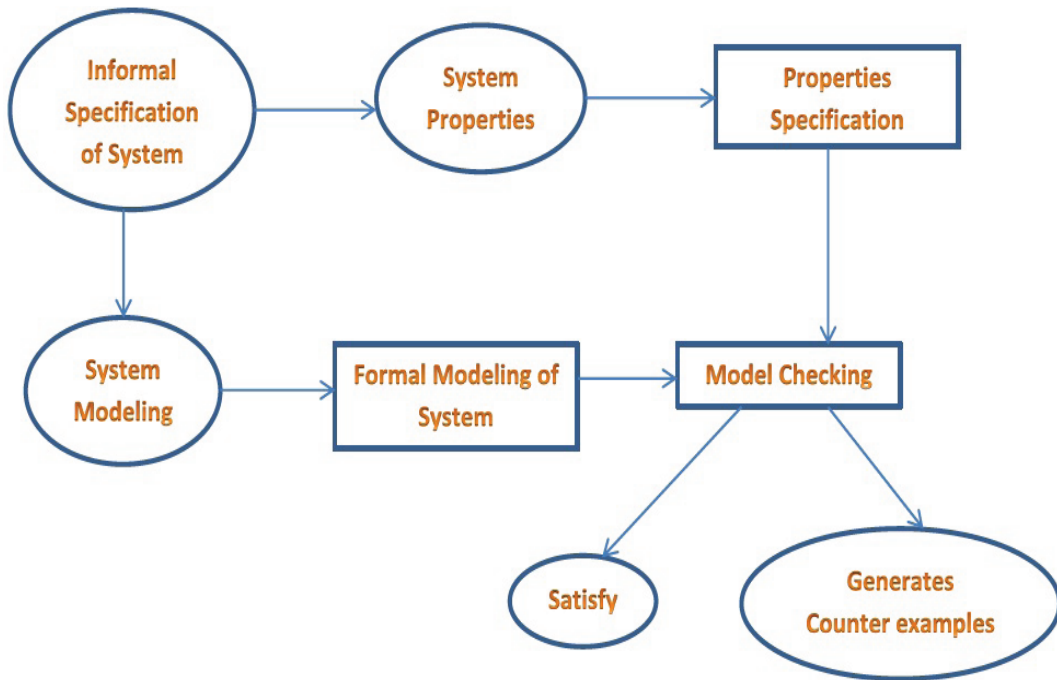 Informal
Specification
of System
System
Properties
Properties
Specification
System
Modeling
Formal Modeling of
System
Model Checking
Satisfy
Generates
Counter examples